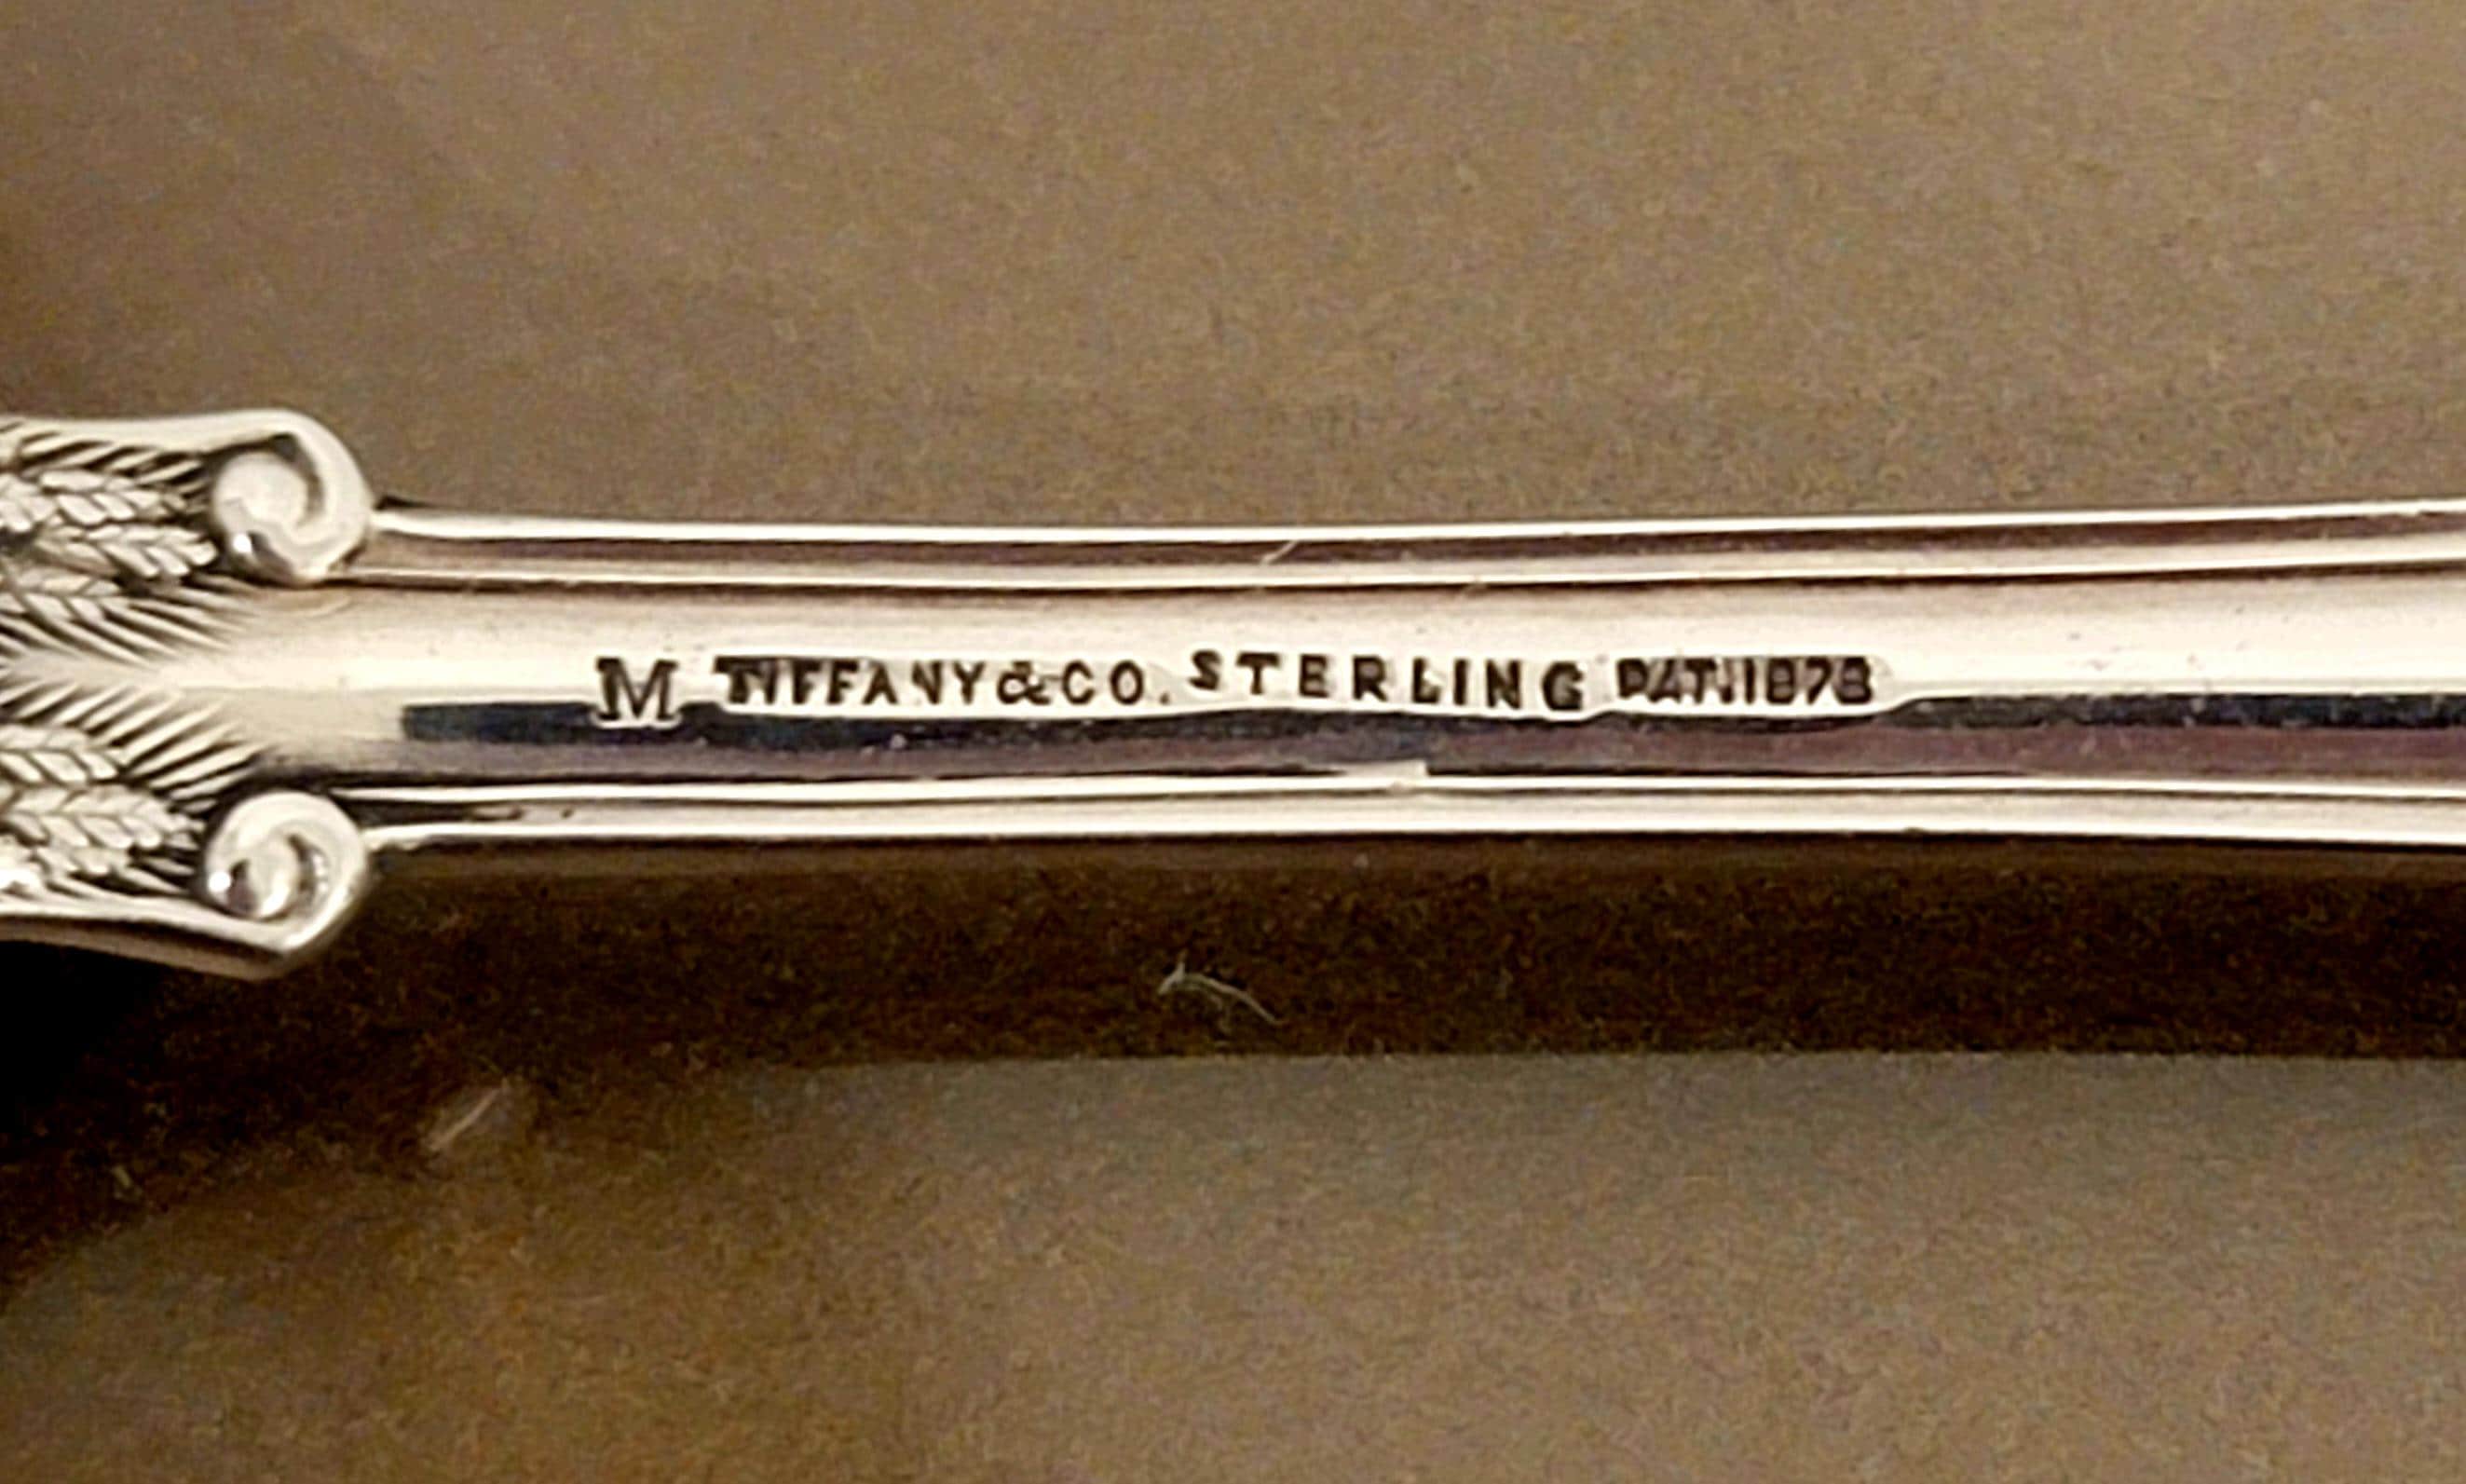 M TIFFANY&CO. STERLING PAT.1878